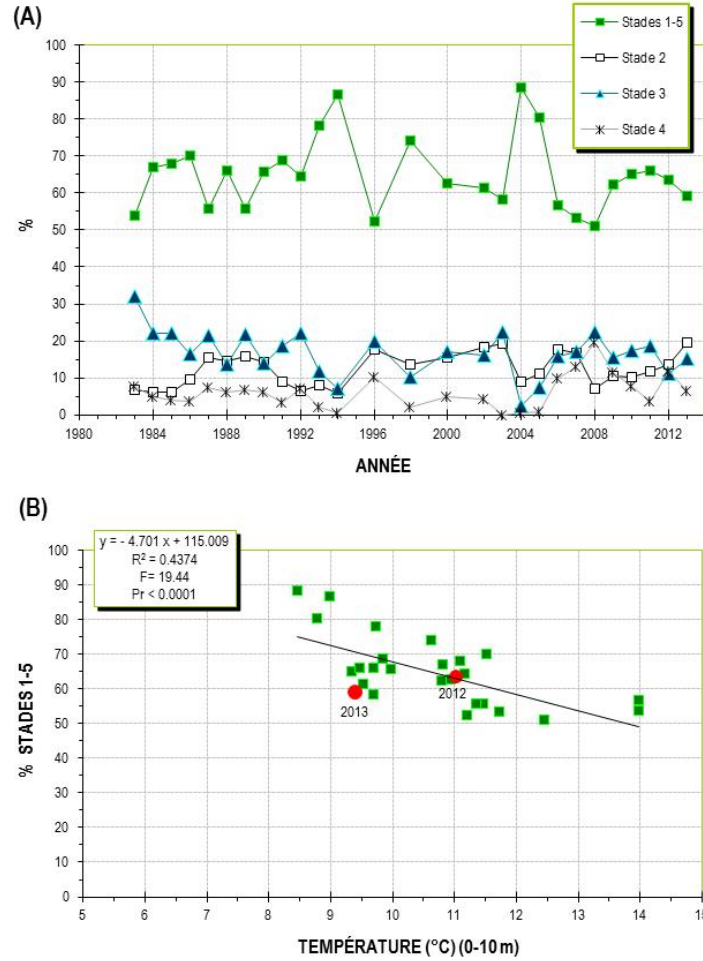 (A)
Stades 1-5
Stade 2
Stade 3
Stade 4
100
90
80
70
60
50
40
30
20
10
0
%
1980 1984 1988 1992 1996 2000 2004 2008 2012
ANNÉE
(B)
y = - 4.701 x + 115.009
R² = 0.4374
F= 19.44
Pr < 0.0001
100
90
80
70
60
50
40
30
20
10
0
% STADES 1-5
2013
2012
5 6 7 8 9 10 11 12 13 14 15
TEMPÉRATURE (°C) (0-10 m)